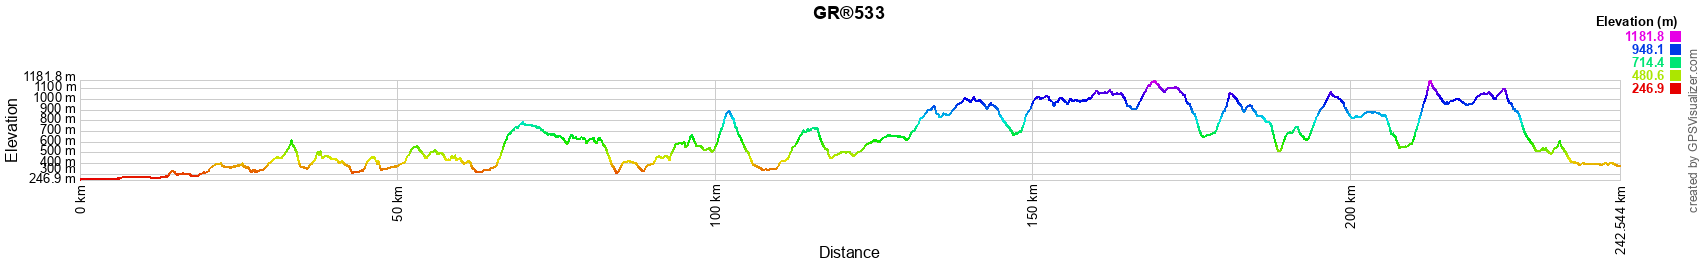 GR®533
Elevation (m)
1181.8
948.1
714.4
480.6
246.9
1181.8 m
1100 m
1000 m
900 m
800 m
700 m
600 m
500 m
400 m
300 m
246.9 m
Elevation
0 km
50 km
100 km
150 km
200 km
242.544 km
Distance
created by GPSVisualizer.com